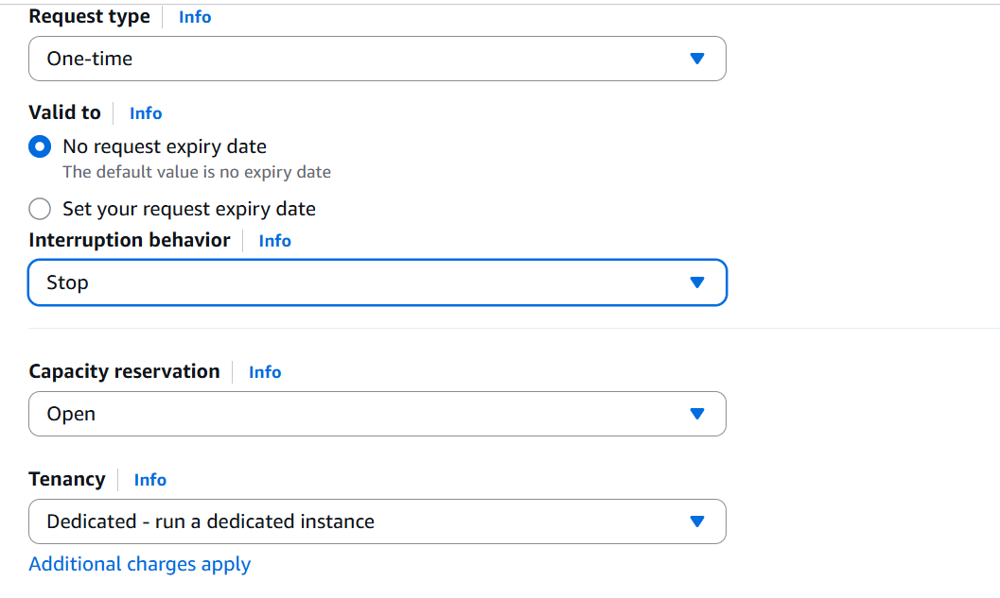 Request type Info
One-time
Valid to Info
No request expiry date
The default value is no expiry date
Set your request expiry date
Interruption behavior Info
Stop
Capacity reservation Info
Open
Tenancy Info
Dedicated - run a dedicated instance
Additional charges apply